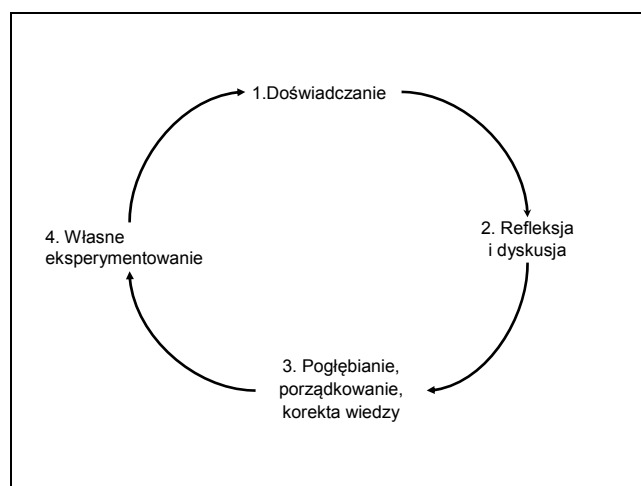 1.Doświadczanie
2. Refleksja
i dyskusja
3. Pogłębianie,
porządkowanie,
korekta wiedzy
4. Własne
eksperymentowanie